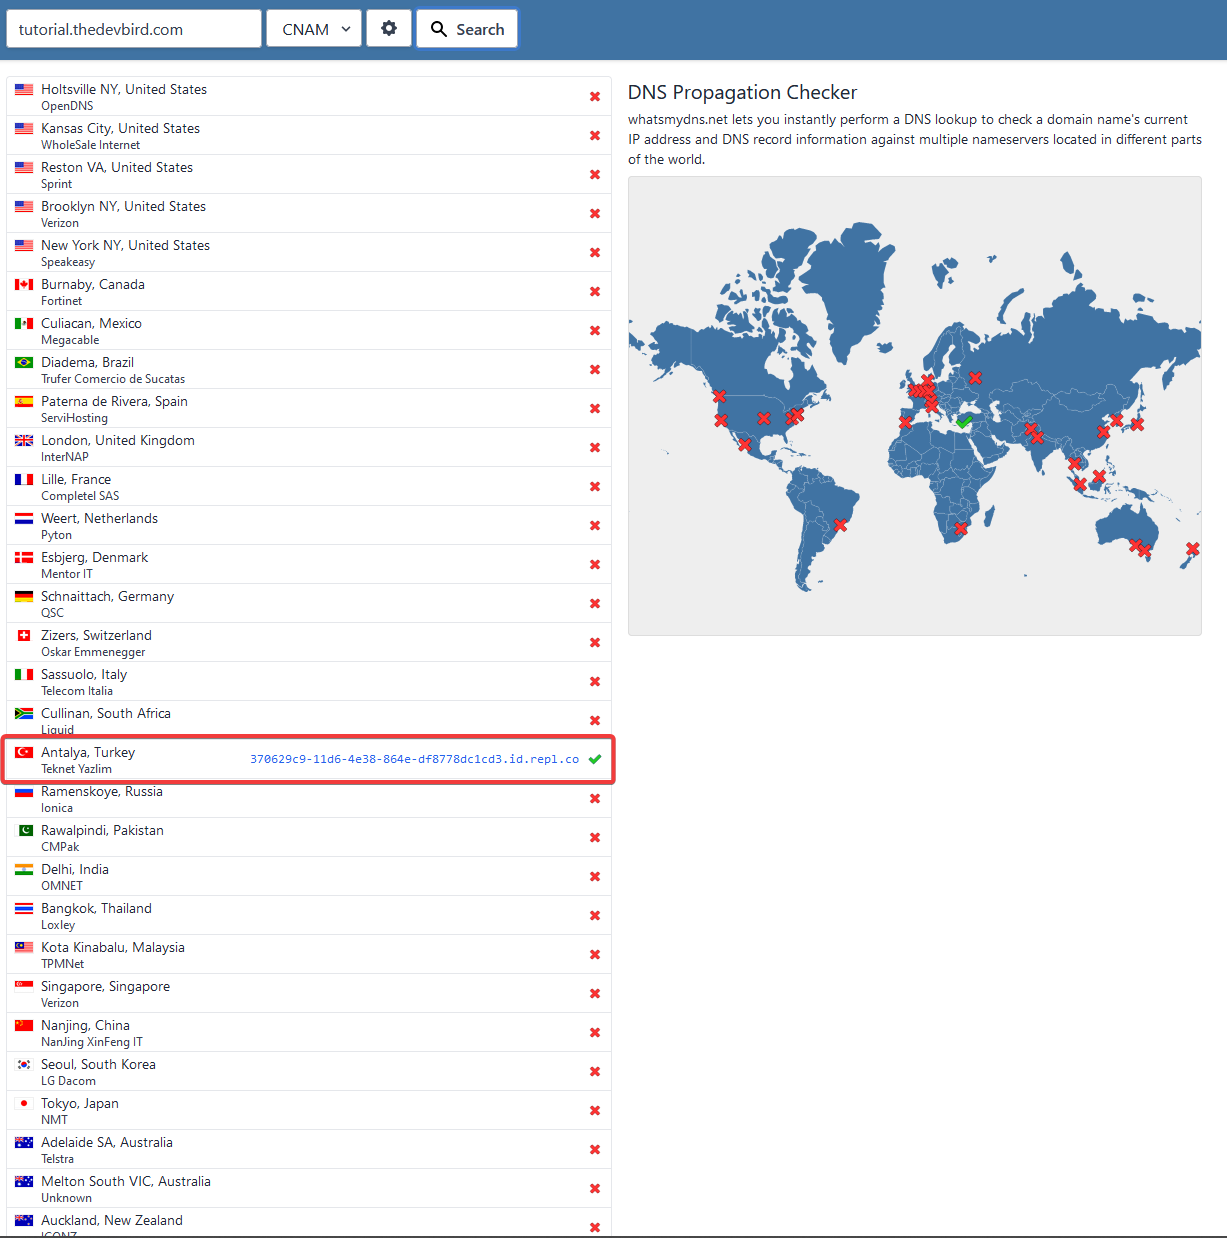 tutorial.thedevbird.com CNAM Search
Holtsville NY, United States
OpenDNS
Kansas City, United States
WholeSale Internet
Reston VA, United States
Sprint
Brooklyn NY, United States
Verizon
New York NY, United States
Speakeasy
Burnaby, Canada
Fortinet
Culiacan, Mexico
Megacable
Diadema, Brazil
Trufer Comercio de Sucatas
Paterna de Rivera, Spain
ServiHosting
London, United Kingdom
InterNAP
Lille, France
Completel SAS
Weert, Netherlands
Pyton
Esbjerg, Denmark
Mentor IT
Schnaittach, Germany
QSC
Zizers, Switzerland
Oskar Emmenegger
Sassuolo, Italy
Telecom Italia
Cullinan, South Africa
Liquid
Antalya, Turkey
370629c9-11d6-4e38-864e-df8778dc1cd3.id.repl.co
Teknet Yazlim
Ramenskoye, Russia
Ionica
Rawalpindi, Pakistan
CMPak
Delhi, India
OMNET
Bangkok, Thailand
Loxley
Kota Kinabalu, Malaysia
TPMNet
Singapore, Singapore
Verizon
Nanjing, China
NanJing XinFeng IT
Seoul, South Korea
LG Dacom
Tokyo, Japan
NMT
Adelaide SA, Australia
Telstra
Melton South VIC, Australia
Unknown
Auckland, New Zealand
DNS Propagation Checker
whatsmydns.net lets you instantly perform a DNS lookup to check a domain name's current
IP address and DNS record information against multiple nameservers located in different parts
of the world.